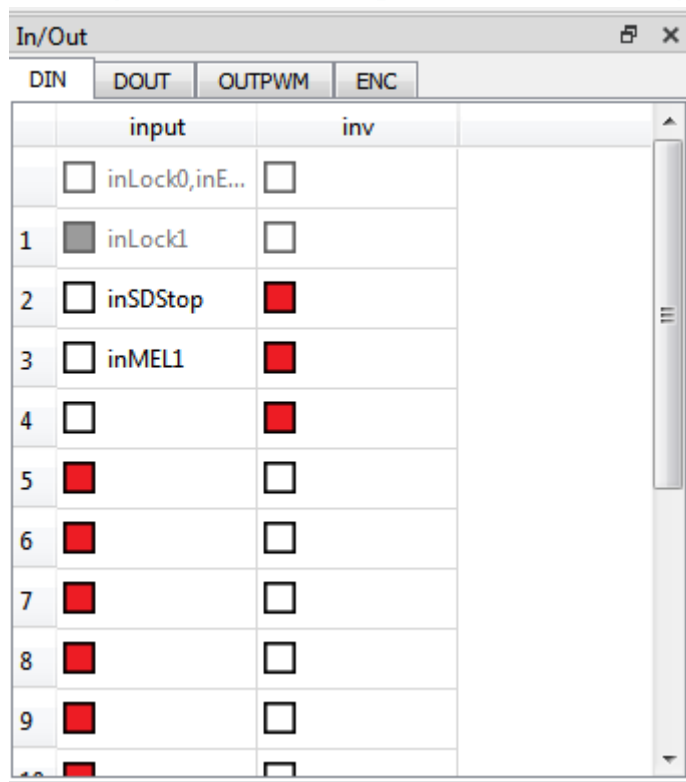 In/Out
DIN DOUT OUTPWM ENC
input inv
inLock0,inE...
1 inLock1
2 inSDStop
3 inMEL1
4
5
6
7
8
9